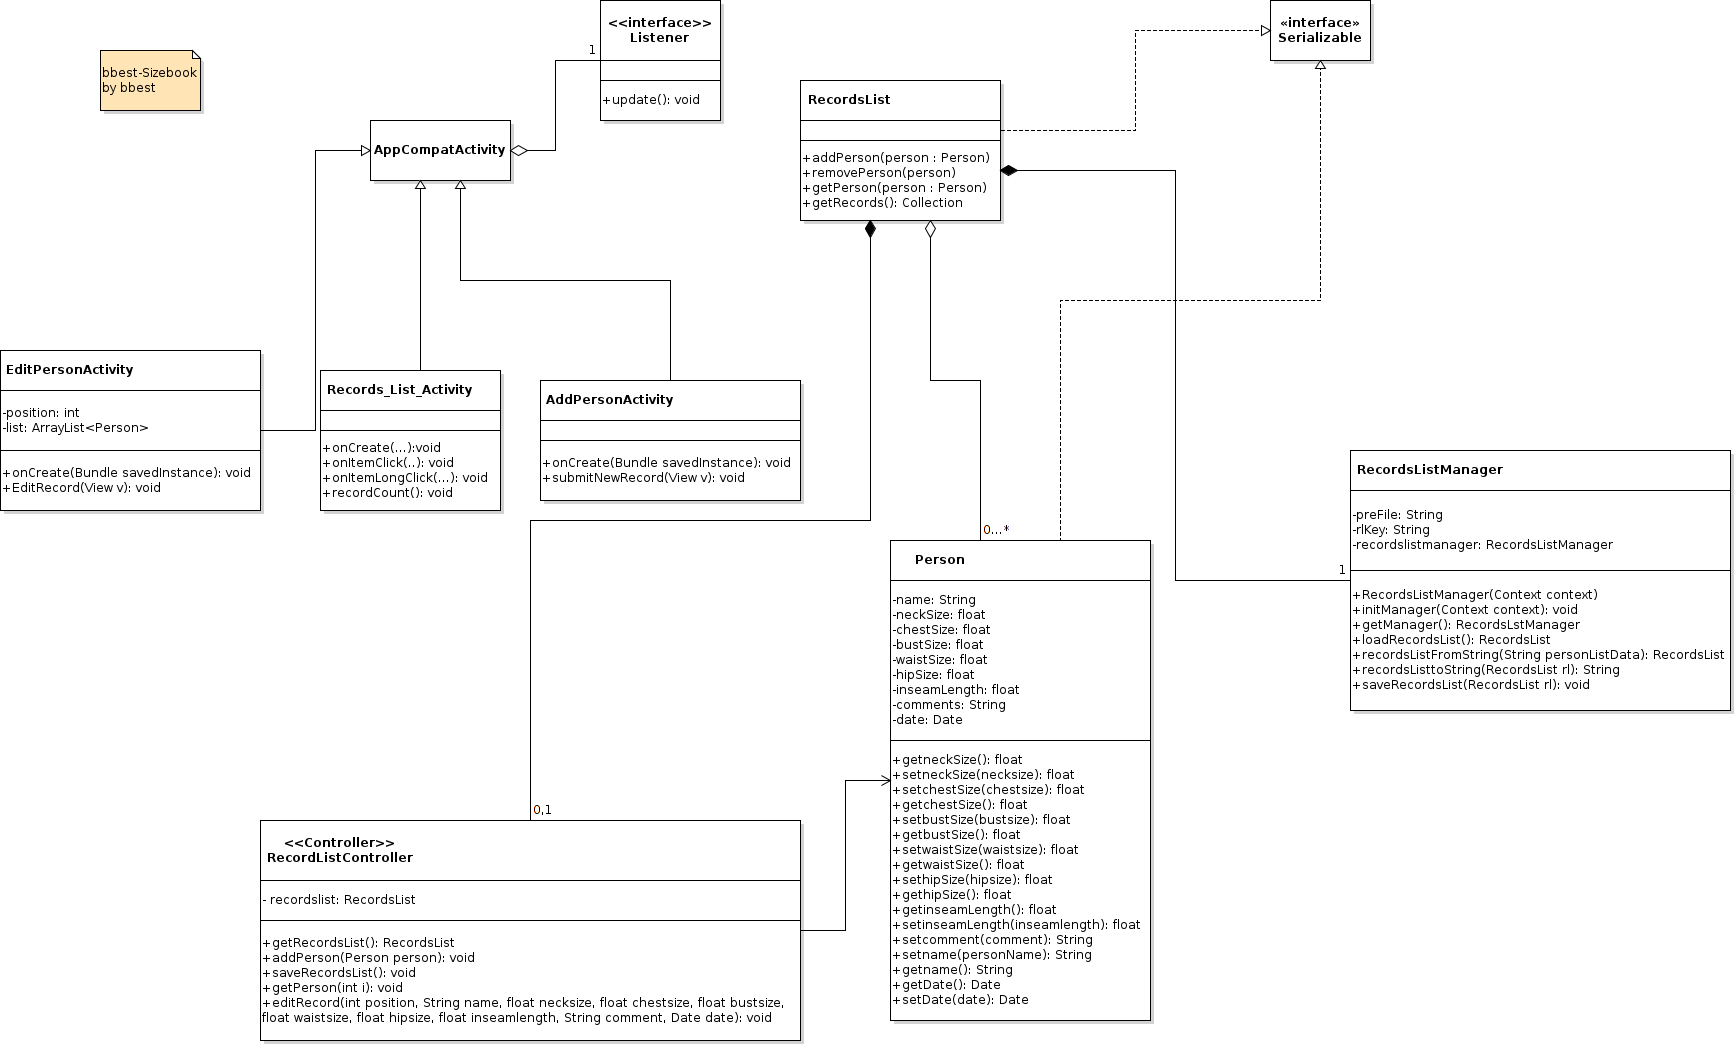 bbest-Sizebook
by bbest
<<interface>>
Listener
+update(): void
1
AppCompatActivity
«interface»
Serializable
RecordsList
+addPerson(person : Person)
+removePerson(person)
+getPerson(person : Person)
+getRecords(): Collection
EditPersonActivity
-position: int
-list: ArrayList<Person>
+onCreate(Bundle savedInstance): void
+EditRecord(View v): void
Records_List_Activity
+onCreate(...):void
+onItemClick(..): void
+onItemLongClick(...): void
+recordCount(): void
AddPersonActivity
+onCreate(Bundle savedInstance): void
+submitNewRecord(View v): void
RecordsListManager
-preFile: String
-rlKey: String
-recordslistmanager: RecordsListManager
+RecordsListManager(Context context)
+initManager(Context context): void
+getManager(): RecordsLstManager
+loadRecordsList(): RecordsList
+recordsListFromString(String personListData): RecordsList
+recordsListtoString(RecordsList rl): String
+saveRecordsList(RecordsList rl): void
1
0...*
Person
-name: String
-neckSize: float
-chestSize: float
-bustSize: float
-waistSize: float
-hipSize: float
-inseamLength: float
-comments: String
-date: Date
+getneckSize(): float
+setneckSize(necksize): float
+setchestSize(chestsize): float
+getchestSize(): float
+setbustSize(bustsize): float
+getbustSize(): float
+setwaistSize(waistsize): float
+getwaistSize(): float
+sethipSize(hipsize): float
+gethipSize(): float
+getinseamLength(): float
+setinseamLength(inseamlength): float
+setcomment(comment): String
+setname(personName): String
+getname(): String
+getDate(): Date
+setDate(date): Date
0,1
<<Controller>>
RecordListController
- recordslist: RecordsList
+getRecordsList(): RecordsList
+addPerson(Person person): void
+saveRecordsList(): void
+getPerson(int i): void
+editRecord(int position, String name, float necksize, float chestsize, float bustsize,
float waistsize, float hipsize, float inseamlength, String comment, Date date): void